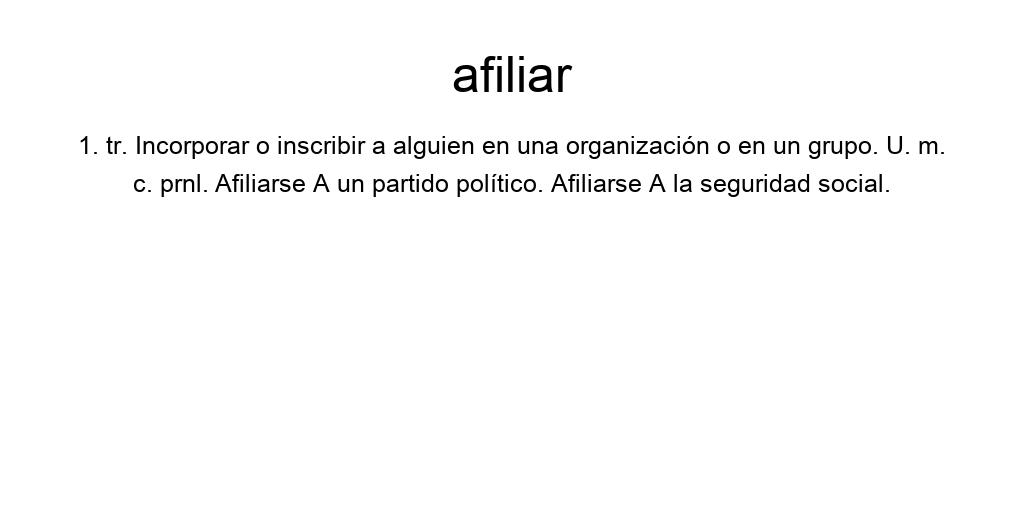 afiliar
1. tr. Incorporar o inscribir a alguien en una organización o en un grupo. U. m.
c. prnl. Afiliarse A un partido político. Afiliarse A la seguridad social.